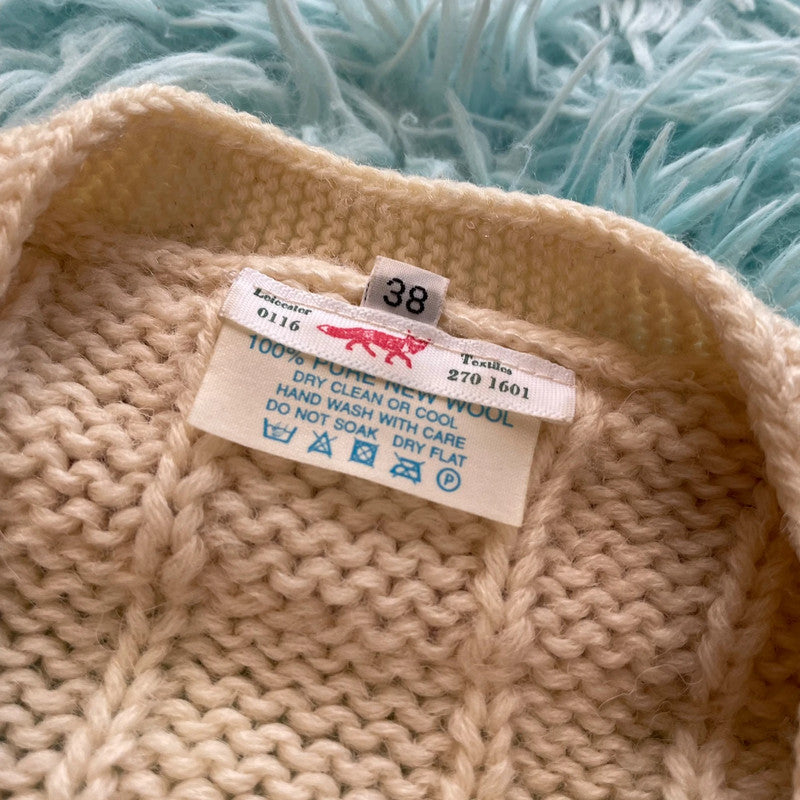 38
Leicester
0116
Textiles
270 1601
100% PURE NEW WOOL
DRY CLEAN OR COOL
HAND WASH WITH CARE
DO NOT SOAK DRY FLAT
P